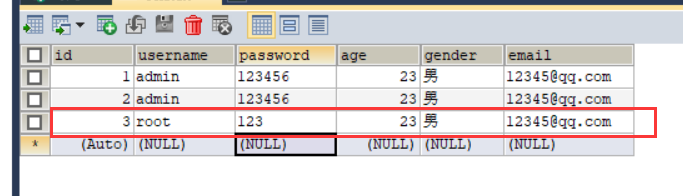 id username password age gender email
1 admin 123456 23 男 12345@qq.com
2 admin 123456 23 男 12345@qq.com
3 root 123 23 男 12345@qq.com
* (Auto) (NULL) (NULL) (NULL) (NULL) (NULL)